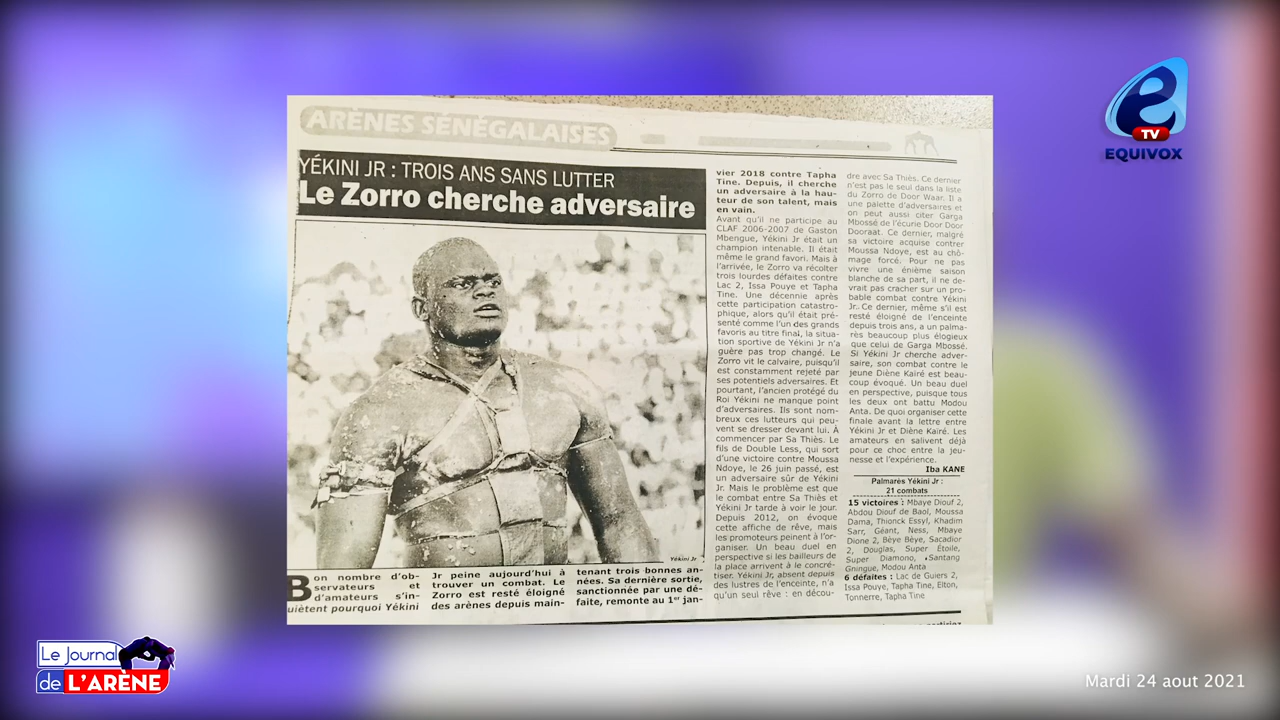 e
TV
EQUIVOX
ARÈNES SÉNÉGALAISES
YÉKINI JR : TROIS ANS SANS LUTTER
Le Zorro cherche adversaire
Yékini Jr
Bon nombre d'ob-
servateurs et
d'amateurs s'in-
quiètent pourquoi Yékini
Jr peine aujourd'hui à
trouver un combat. Le
Zorro est resté éloigné
des arènes depuis main-
tenant trois bonnes an-
nées. Sa dernière sortie,
sanctionnée par une dé-
faite, remonte au 1er jan-
vier 2018 contre Tapha
Tine. Depuis, il cherche
un adversaire à la hau-
teur de son talent, mais
en vain.
Avant qu'il ne participe au
CLAF 2006-2007 de Gaston
Mbengue, Yékini Jr était un
champion intenable. Il était
même le grand favori. Mais à
l'arrivée, le Zorro va récolter
trois lourdes défaites contre
Lac 2, Issa Pouye et Tapha
Tine. Une décennie après
cette participation catastro-
phique, alors qu'il était pré-
senté comme l'un des grands
favoris au titre final, la situa-
tion sportive de Yékini Jr n'a
guère pas trop changé. Le
Zorro vit le calvaire, puisqu'il
est constamment rejeté par
ses potentiels adversaires. Et
pourtant, l'ancien protégé du
Roi Yékini ne manque point
d'adversaires. Ils sont nom-
breux ces lutteurs qui peu-
vent se dresser devant lui. À
commencer par Sa Thiès. Le
fils de Double Less, qui sort
d'une victoire contre Moussa
Ndoye, le 26 juin passé, est
un adversaire sûr de Yékini
Jr. Mais le problème est que
le combat entre Sa Thiès et
Yékini Jr tarde à voir le jour.
Depuis 2012, on évoque
cette affiche de rêve, mais
les promoteurs peinent à l'or-
ganiser. Un beau duel en
perspective si les bailleurs de
la place arrivent à le concré-
tiser. Yékini Jr, absent depuis
des lustres de l'enceinte, n'a
qu'un seul rêve : en décou-
dre avec Sa Thiès. Ce dernier
n'est pas le seul dans la liste
du Zorro de Door Waar. Il a
une palette d'adversaires et
on peut aussi citer Garga
Mbossé de l'écurie Door Door
Dooraat. Ce dernier, malgré
sa victoire acquise contre
Moussa Ndoye, est au chô-
mage forcé. Pour ne pas
vivre une énième saison
blanche de sa part, il ne de-
vrait pas cracher sur un pro-
bable combat contre Yékini
Jr. Ce dernier, même s'il est
resté éloigné de l'enceinte
depuis trois ans, a un palma-
rès beaucoup plus élogieux
que celui de Garga Mbossé.
Si Yékini Jr cherche adver-
saire, son combat contre le
jeune Diène Kaïré est beau-
coup évoqué. Un beau duel
en perspective, puisque tous
les deux ont battu Modou
Anta. De quoi organiser cette
finale avant la lettre entre
Yékini Jr et Diène Kaïré. Les
amateurs en salivent déjà
pour ce choc entre la jeu-
nesse et l'expérience.
Iba KANE
Palmarès Yékini Jr :
21 combats
15 victoires : Mbaye Diouf 2,
Abdou Diouf de Baol, Moussa
Dama, Thionck Essyl, Khadim
Sarr, Géant, Ness, Mbaye
Dione 2, Bèye Bèye, Sacadior
2, Douglas, Super Étoile,
Super Diamono, Santang
Gningue, Modou Anta
6 défaites : Lac de Guiers 2,
Issa Pouye, Tapha Tine, Elton,
Tonnerre, Tapha Tine
Le Journal
de L'ARÈNE
Mardi 24 aout 2021